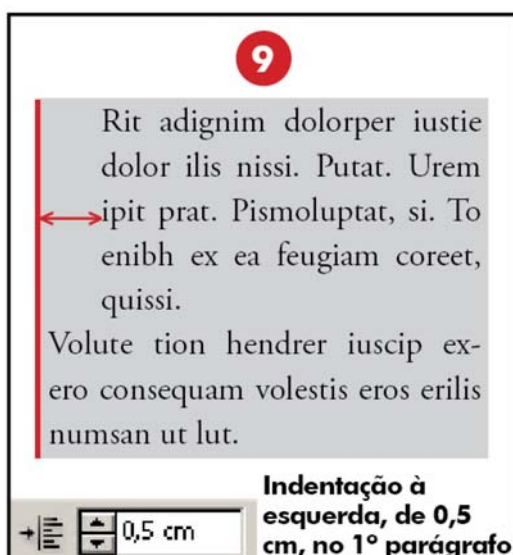 9
Rit adignim dolorper iustie
dolor ilis nissi. Putat. Urem
ipit prat. Pismoluptat, si. To
enibh ex ea feugiam coreet,
quissi.
Volute tion hendrer iuscip ex-
ero consequam volestis eros erilis
numsan ut lut.
0,5 cm
Indentação à
esquerda, de 0,5
cm, no 1º parágrafo